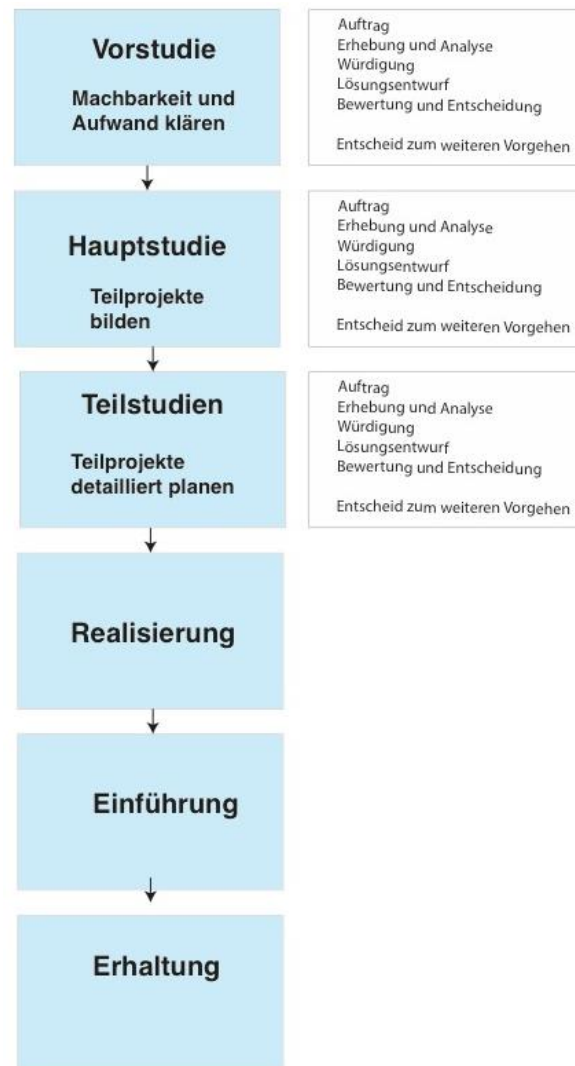 Vorstudie
Machbarkeit und
Aufwand klären
Auftrag
Erhebung und Analyse
Würdigung
Lösungsentwurf
Bewertung und Entscheidung
Entscheid zum weiteren Vorgehen
Hauptstudie
Teilprojekte
bilden
Auftrag
Erhebung und Analyse
Würdigung
Lösungsentwurf
Bewertung und Entscheidung
Entscheid zum weiteren Vorgehen
Teilstudien
Teilprojekte
detailliert planen
Auftrag
Erhebung und Analyse
Würdigung
Lösungsentwurf
Bewertung und Entscheidung
Entscheid zum weiteren Vorgehen
Realisierung
Einführung
Erhaltung